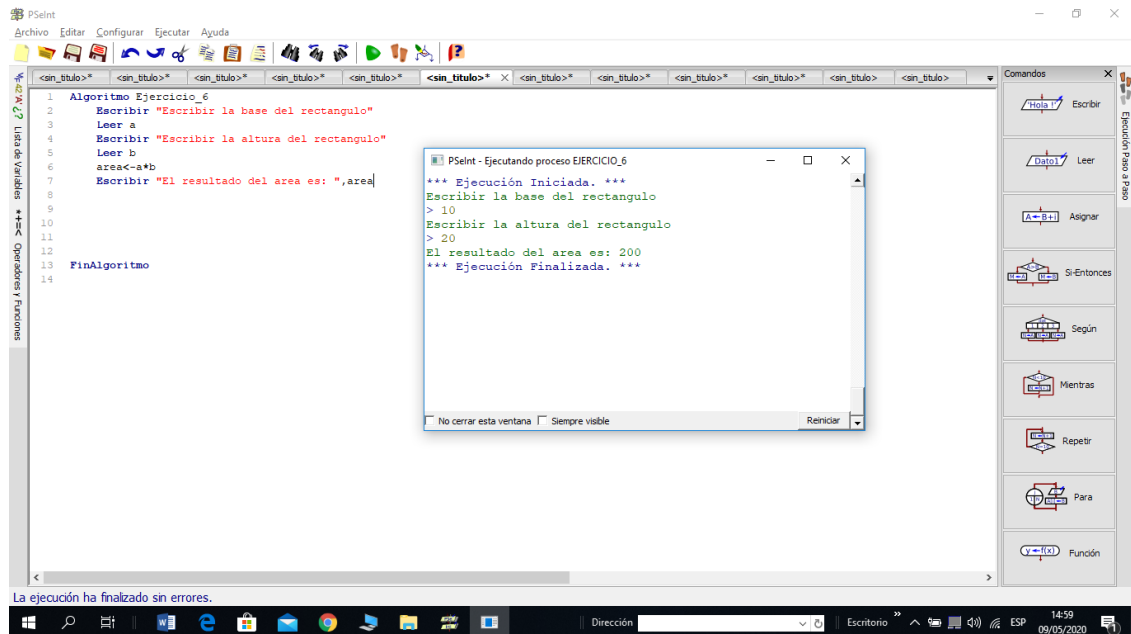 PSeInt
Archivo Editar Configurar Ejecutar Ayuda
<sin_titulo>* <sin_titulo>* <sin_titulo>* <sin_titulo>* <sin_titulo>* <sin_titulo>* <sin_titulo>* <sin_titulo>* <sin_titulo>* <sin_titulo>* <sin_titulo> <sin_titulo>
1 Algoritmo Ejercicio_6
2 Escribir "Escribir la base del rectangulo"
3 Leer a
4 Escribir "Escribir la altura del rectangulo"
5 Leer b
6 area<-a*b
7 Escribir "El resultado del area es: ",area
8
9
10
11
12
13 FinAlgoritmo
14
Lista de Variables
Operadores y Funciones
PSeInt - Ejecutando proceso EJERCICIO_6
*** Ejecución Iniciada. ***
Escribir la base del rectangulo
> 10
Escribir la altura del rectangulo
> 20
El resultado del area es: 200
*** Ejecución Finalizada. ***
No cerrar esta ventana Siempre visible Reiniciar
Comandos
'Hola !' Escribir
Dato1 Leer
A←B+i Asignar
Si-Entonces
Según
Mientras
Repetir
Para
y←f(x) Función
Ejecución Paso a Paso
La ejecución ha finalizado sin errores.
Dirección
Escritorio
ESP
14:59
09/05/2020